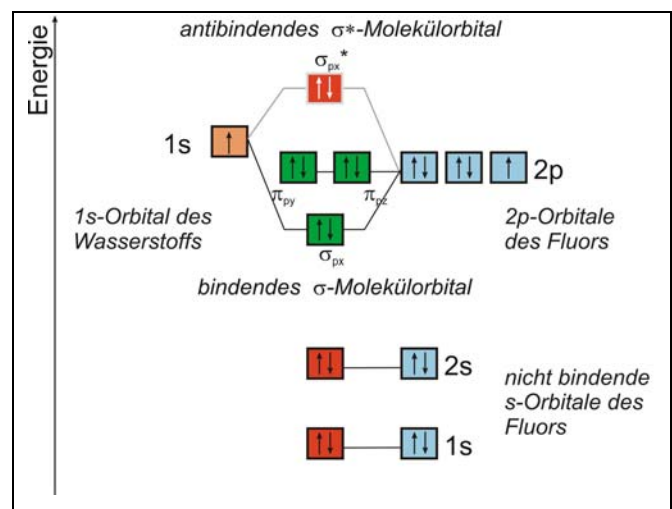 Energie
antibindendes σ*-Molekülorbital
σpx*
1s
2p
πpy
πpz
1s-Orbital des
Wasserstoffs
2p-Orbitale
des Fluors
σpx
bindendes σ-Molekülorbital
2s
nicht bindende
s-Orbitale des
Fluors
1s